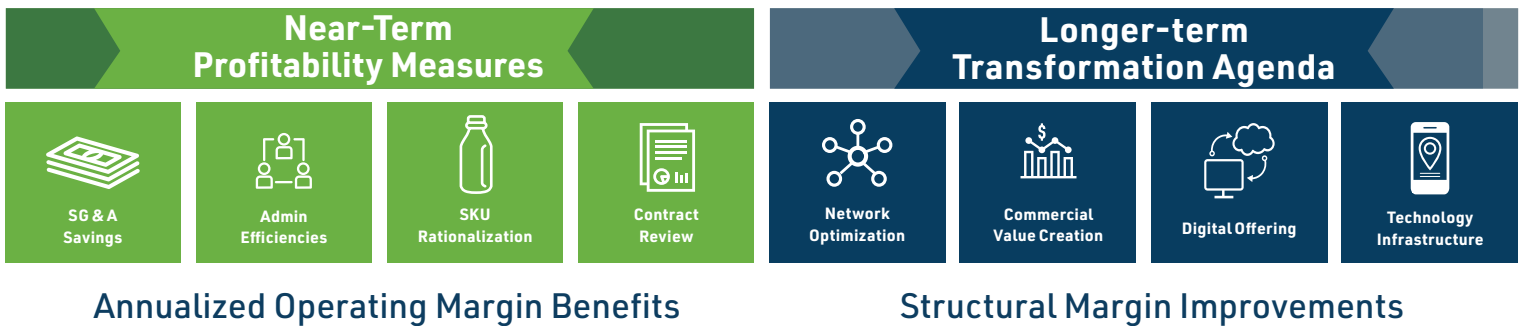 Near-Term
Profitability Measures
SG & A
Savings
Admin
Efficiencies
SKU
Rationalization
Contract
Review
Annualized Operating Margin Benefits
Longer-term
Transformation Agenda
$
Network
Optimization
Commercial
Value Creation
Digital Offering
Technology
Infrastructure
Structural Margin Improvements